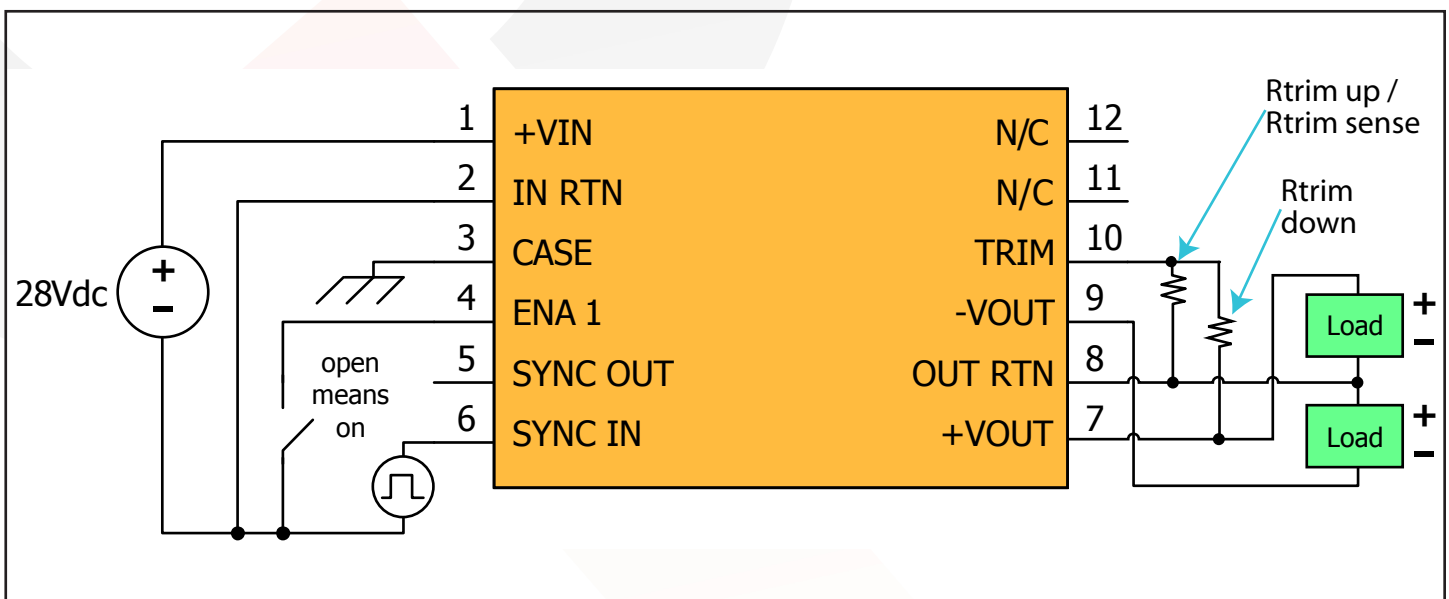 28Vdc
+
−
1
+VIN
2
IN RTN
3
CASE
4
ENA 1
5
SYNC OUT
6
SYNC IN
open
means
on
N/C
12
N/C
11
TRIM
10
-VOUT
9
OUT RTN
8
+VOUT
7
Rtrim up /
Rtrim sense
Rtrim
down
Load
+
−
Load
+
−